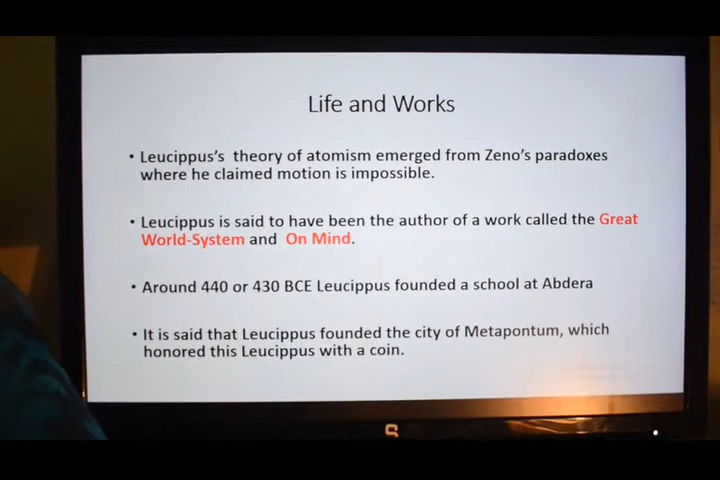 Life and Works
• Leucippus's theory of atomism emerged from Zeno's paradoxes
where he claimed motion is impossible.
• Leucippus is said to have been the author of a work called the Great
World-System and On Mind.
• Around 440 or 430 BCE Leucippus founded a school at Abdera
• It is said that Leucippus founded the city of Metapontum, which
honored this Leucippus with a coin.